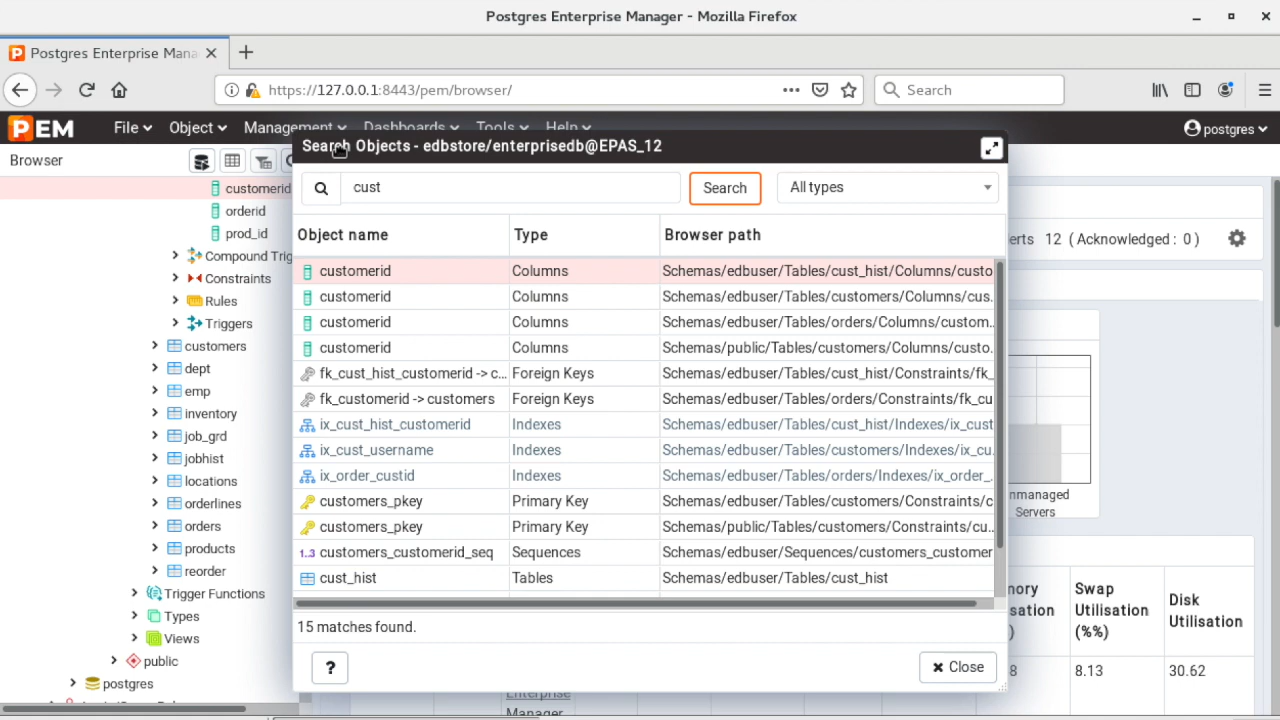 Postgres Enterprise Manager - Mozilla Firefox
Postgres Enterprise Mana
https://127.0.0.1:8443/pem/browser/
Search
PEM
File
Object
Management
Dashboards
Tools
Help
postgres
Browser
customerid
orderid
prod_id
Compound Trig
Constraints
Rules
Triggers
customers
dept
emp
inventory
job_grd
jobhist
locations
orderlines
orders
products
reorder
Trigger Functions
Types
Views
public
postgres
Search Objects - edbstore/enterprisedb@EPAS_12
cust
Search
All types
Object name Type Browser path
customerid Columns Schemas/edbuser/Tables/cust_hist/Columns/custo
customerid Columns Schemas/edbuser/Tables/customers/Columns/cus...
customerid Columns Schemas/edbuser/Tables/orders/Columns/custom...
customerid Columns Schemas/public/Tables/customers/Columns/custo...
fk_cust_hist_customerid -> c... Foreign Keys Schemas/edbuser/Tables/cust_hist/Constraints/fk_
fk_customerid -> customers Foreign Keys Schemas/edbuser/Tables/orders/Constraints/fk_cu
ix_cust_hist_customerid Indexes Schemas/edbuser/Tables/cust_hist/Indexes/ix_cust
ix_cust_username Indexes Schemas/edbuser/Tables/customers/Indexes/ix_cu...
ix_order_custid Indexes Schemas/edbuser/Tables/orders/Indexes/ix_order_...
customers_pkey Primary Key Schemas/edbuser/Tables/customers/Constraints/c
customers_pkey Primary Key Schemas/public/Tables/customers/Constraints/cu...
1.3 customers_customerid_seq Sequences Schemas/edbuser/Sequences/customers_customer
cust_hist Tables Schemas/edbuser/Tables/cust_hist
15 matches found.
?
Close
erts 12 (Acknowledged: 0)
nmanaged
Servers
nory
sation
)
Swap
Utilisation
(%%)
Disk
Utilisation
8
8.13
30.62
Enterprise
Manager